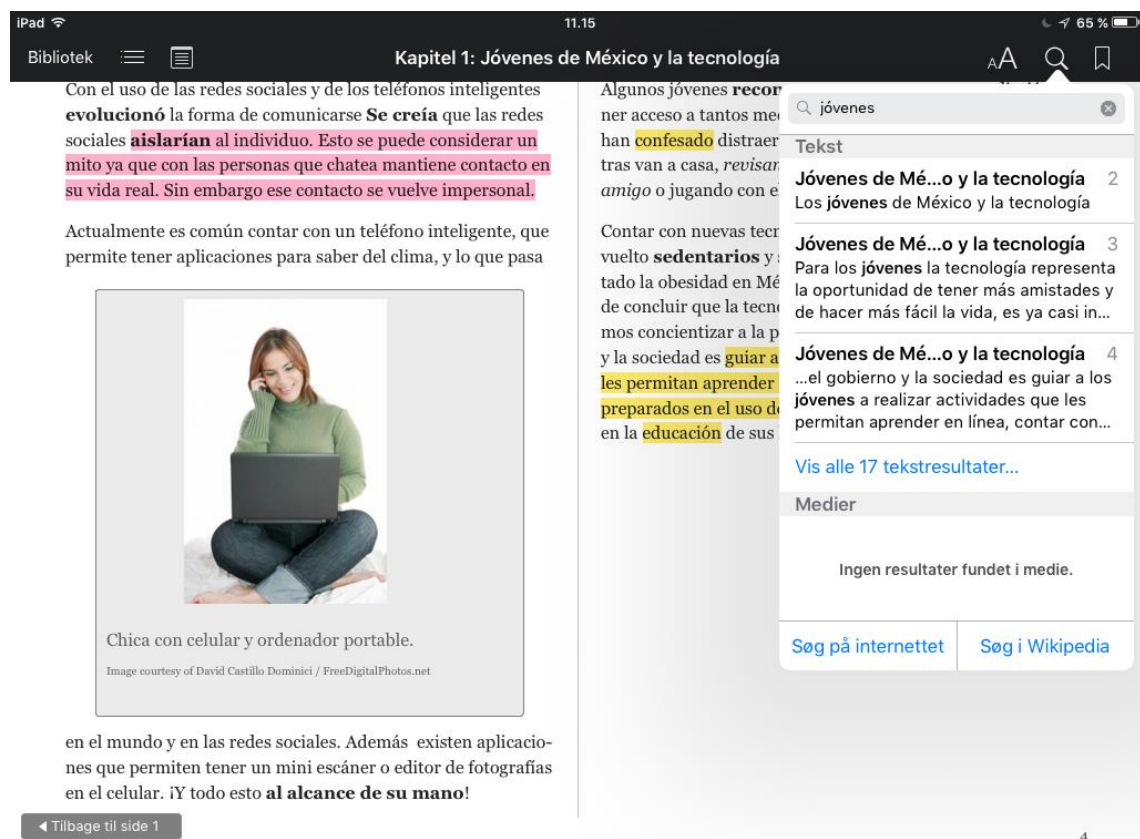 iPad 11.15 65 %
Bibliotek Kapitel 1: Jóvenes de México y la tecnología AA
Con el uso de las redes sociales y de los teléfonos inteligentes
evolucionó la forma de comunicarse Se creía que las redes
sociales aislarían al individuo. Esto se puede considerar un
mito ya que con las personas que chatea mantiene contacto en
su vida real. Sin embargo ese contacto se vuelve impersonal.
Actualmente es común contar con un teléfono inteligente, que
permite tener aplicaciones para saber del clima, y lo que pasa
Chica con celular y ordenador portable.
Image courtesy of David Castillo Dominici / FreeDigitalPhotos.net
en el mundo y en las redes sociales. Además existen aplicacio-
nes que permiten tener un mini escáner o editor de fotografías
en el celular. ¡Y todo esto al alcance de su mano!
Tilbage til side 1
Algunos jóvenes recon
ner acceso a tantos me
han confesado distraer
tras van a casa, revisan
amigo o jugando con e
Contar con nuevas tecn
vuelto sedentarios y
tado la obesidad en Mé
de concluir que la tecn
mos concientizar a la p
y la sociedad es guiar a
les permitan aprender
preparados en el uso de
en la educación de sus
4
jóvenes
Tekst
Jóvenes de Mé...o y la tecnología 2
Los jóvenes de México y la tecnología
Jóvenes de Mé...o y la tecnología 3
Para los jóvenes la tecnología representa
la oportunidad de tener más amistades y
de hacer más fácil la vida, es ya casi in...
Jóvenes de Mé...o y la tecnología 4
...el gobierno y la sociedad es guiar a los
jóvenes a realizar actividades que les
permitan aprender en línea, contar con...
Vis alle 17 tekstresultater...
Medier
Ingen resultater fundet i medie.
Søg på internettet Søg i Wikipedia